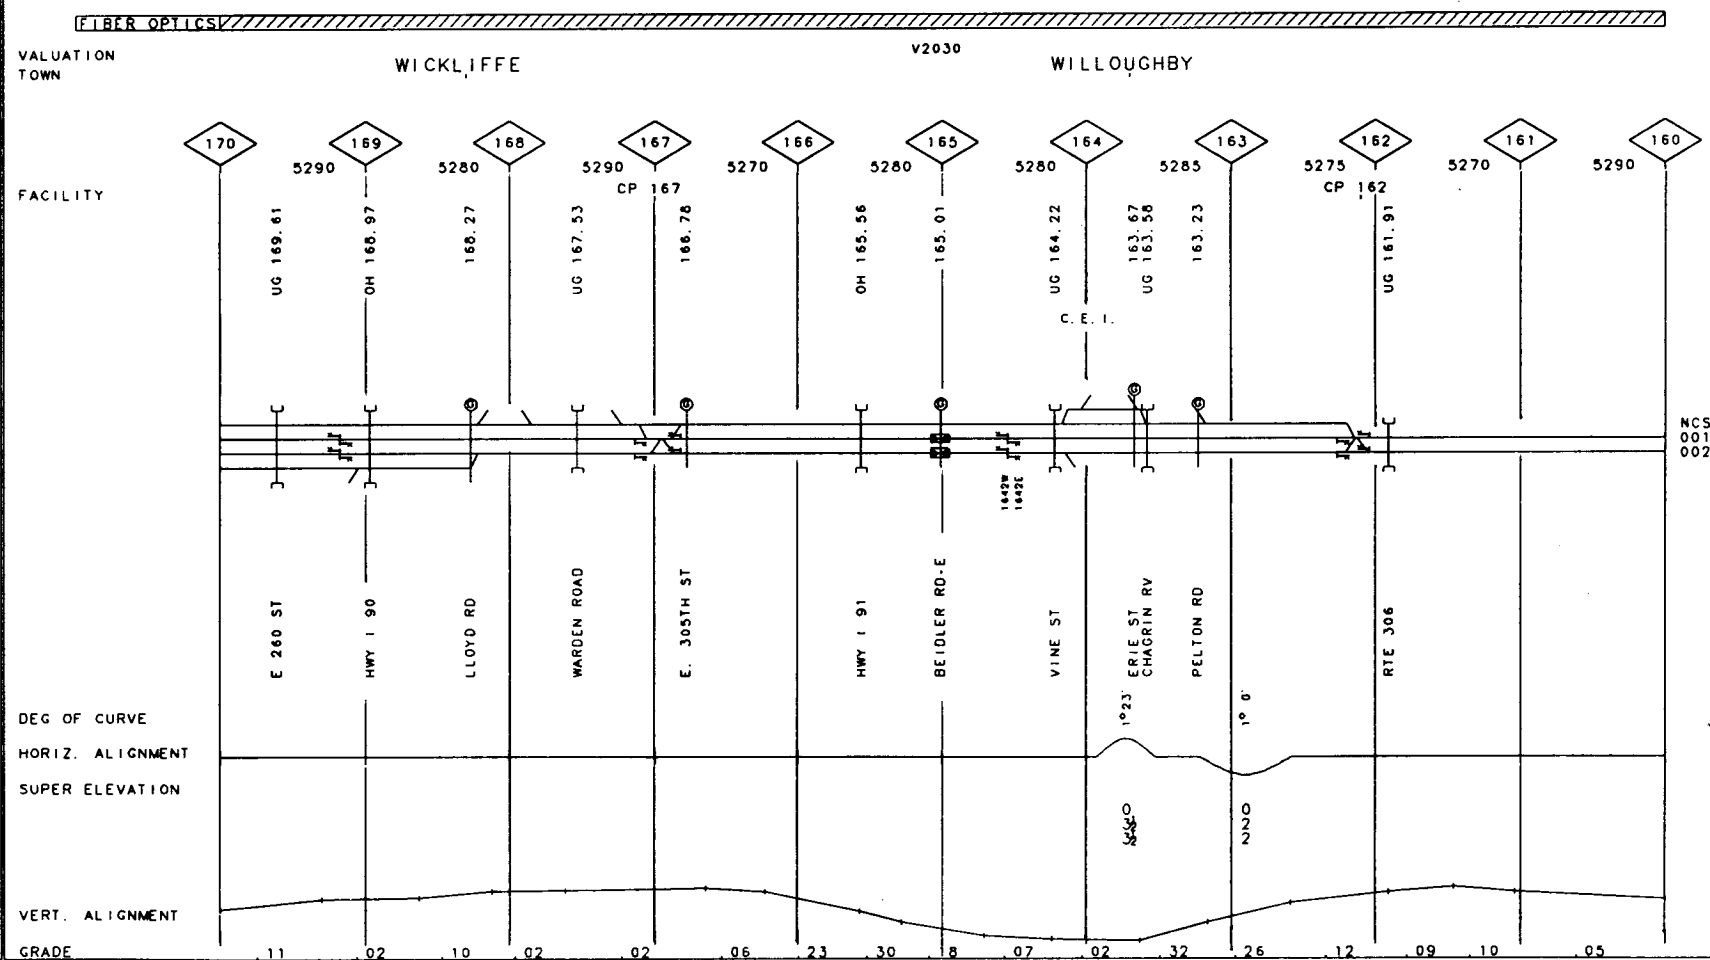 FIBER OPTICS
VALUATION V2030
TOWN WICKLIFFE WILLOUGHBY
170 169 168 167 166 165 164 163 162 161 160
5290 5280 5290 5270 5280 5280 5285 5275 5270 5290
FACILITY CP 167 CP 162
UG 169.61
OH 168.97
168.27
UG 167.53
166.78
OH 165.56
165.01
UG 164.22
163.67
UG 163.58
163.23
UG 161.91
C. E. I.
G G G G G
NCS
001
002
1642W
1642E
E 260 ST
HWY I 90
LLOYD RD
WARDEN ROAD
E. 305TH ST
HWY I 91
BEIDLER RD-E
VINE ST
ERIE ST
CHAGRIN RV
PELTON RD
RTE 306
DEG OF CURVE 1°23' 1° 0'
HORIZ. ALIGNMENT
SUPER ELEVATION
0 0
2
2
VERT. ALIGNMENT
GRADE .11 .02 .10 .02 .02 .06 .23 .30 .18 .07 .02 .32 .26 .12 .09 .10 .05